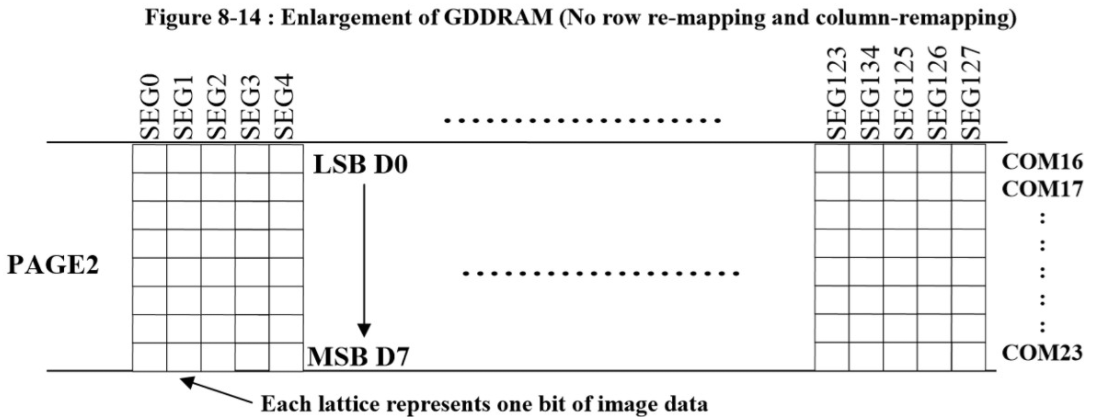 Figure 8-14 : Enlargement of GDDRAM (No row re-mapping and column-remapping)
SEG0
SEG1
SEG2
SEG3
SEG4
....................
SEG123
SEG134
SEG125
SEG126
SEG127
LSB D0
COM16
COM17
:
:
PAGE2
....................
:
:
:
MSB D7
COM23
Each lattice represents one bit of image data